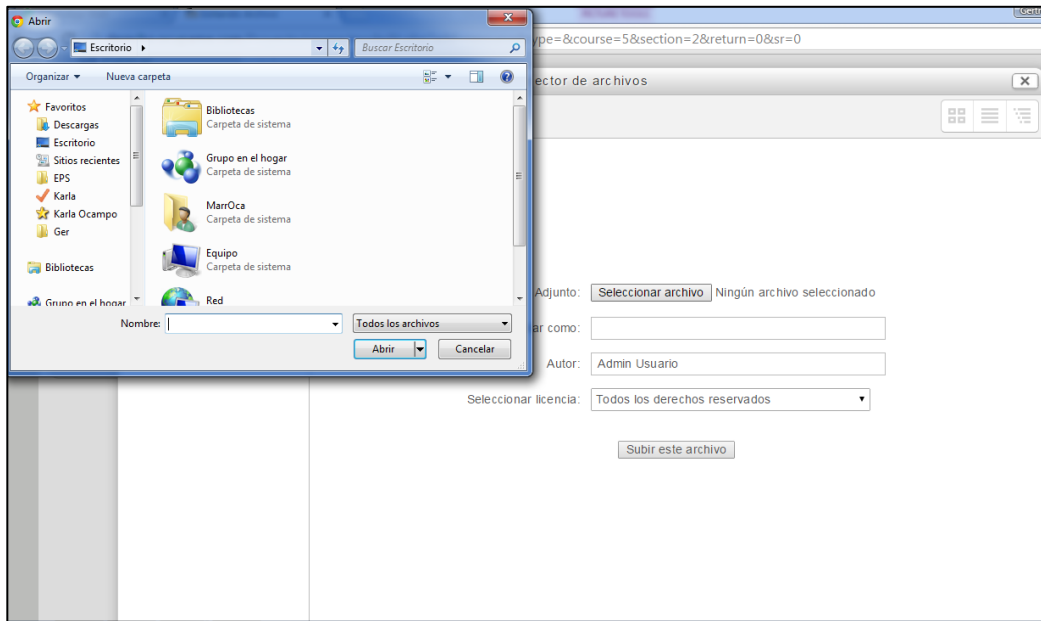 Abrir
Escritorio
Buscar Escritorio
Organizar
Nueva carpeta
Favoritos
Descargas
Escritorio
Sitios recientes
EPS
Karla
Karla Ocampo
Ger
Bibliotecas
Grupo en el hogar
Bibliotecas
Carpeta de sistema
Grupo en el hogar
Carpeta de sistema
MarrOca
Carpeta de sistema
Equipo
Carpeta de sistema
Red
Nombre:
Todos los archivos
Abrir
Cancelar
ype=&course=5&section=2&return=0&sr=0
ector de archivos
Adjunto: Seleccionar archivo Ningún archivo seleccionado
ar como:
Autor: Admin Usuario
Seleccionar licencia: Todos los derechos reservados
Subir este archivo